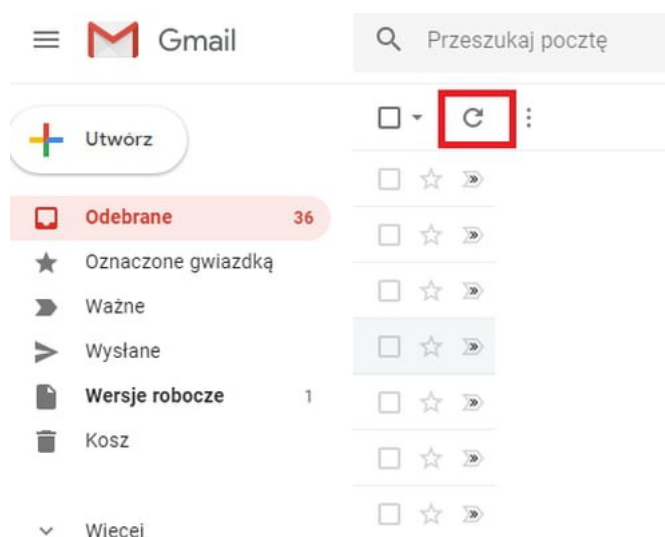 Gmail
Przeszukaj pocztę
Utwórz
Odebrane 36
Oznaczone gwiazdką
Ważne
Wysłane
Wersje robocze 1
Kosz
Więcej